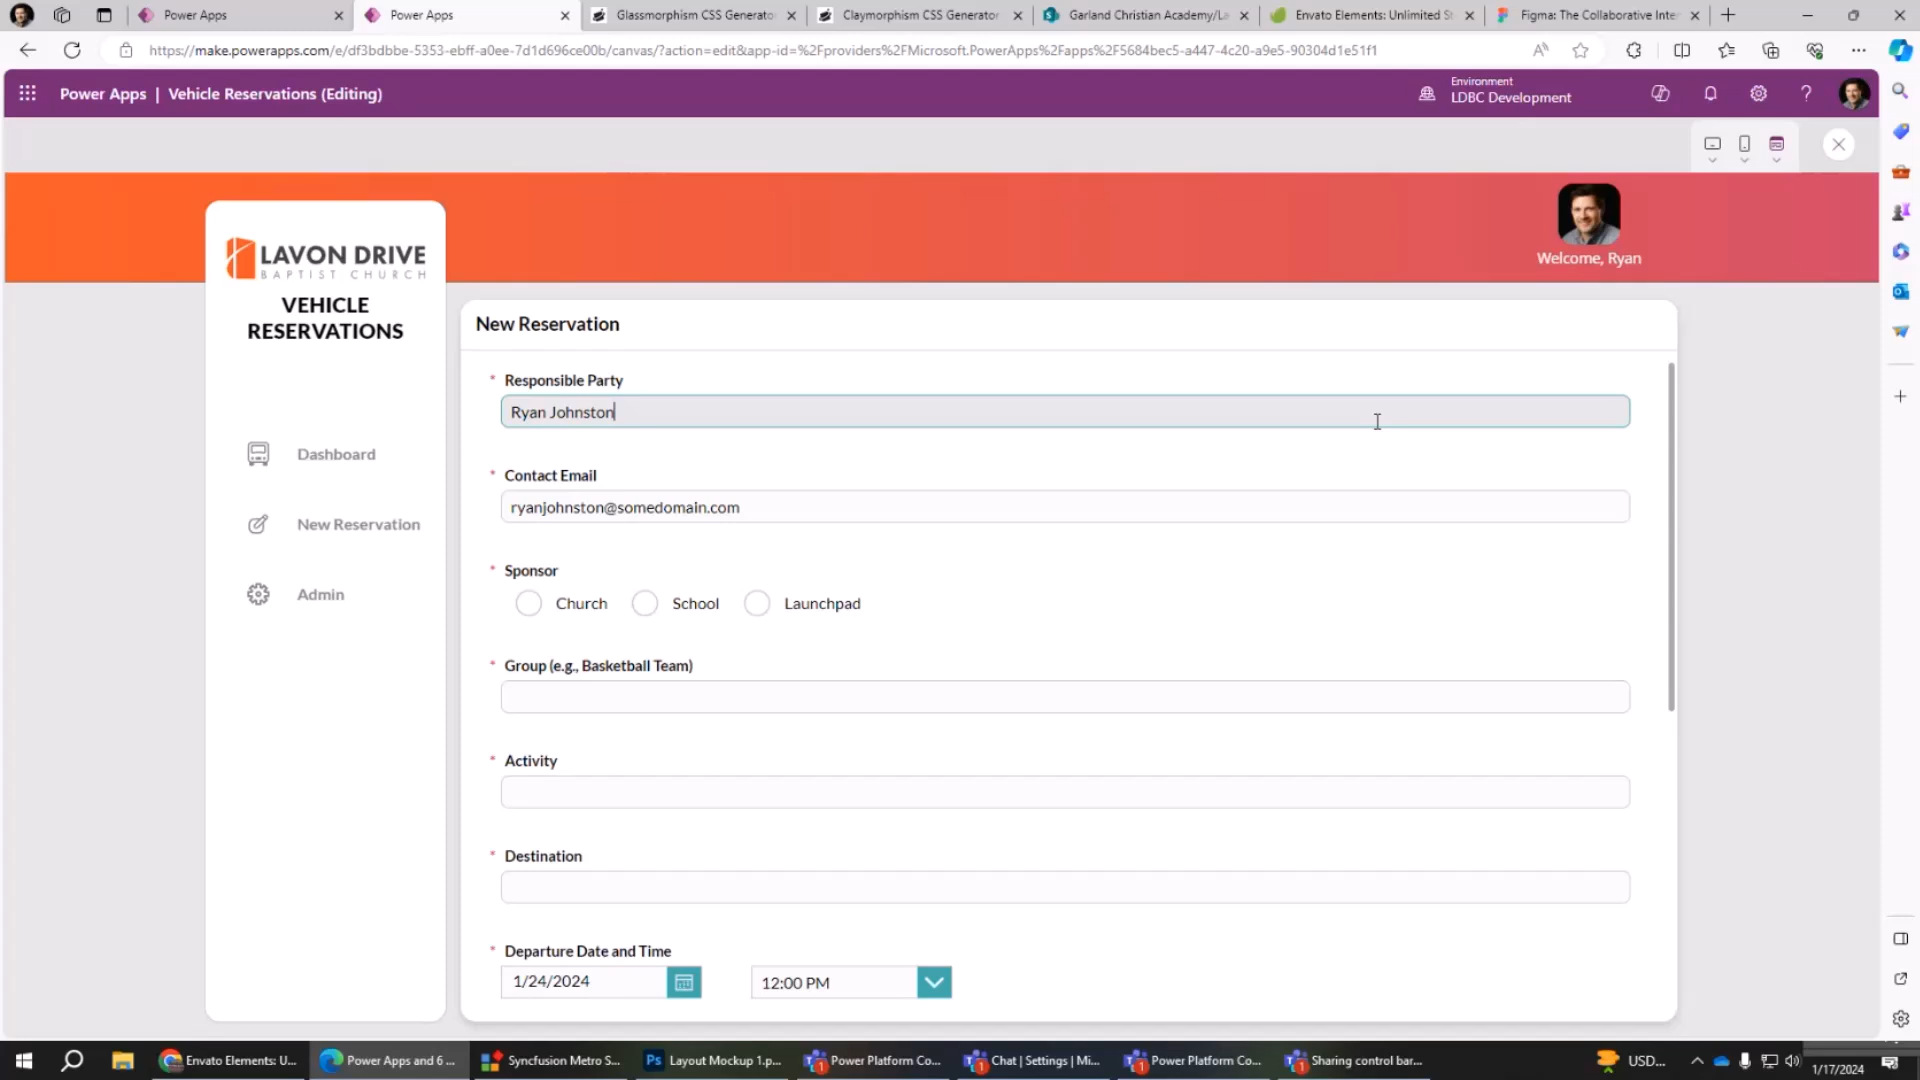 Power Apps
Power Apps
Glassmorphism CSS Generato
Claymorphism CSS Generator
Garland Christian Academy/La
Envato Elements: Unlimited St
Figma: The Collaborative Inter
https://make.powerapps.com/e/df3bdbbe-5353-ebff-a0ee-7d1d696ce00b/canvas/?action=edit&app-id=%2Fproviders%2FMicrosoft.PowerApps%2Fapps%2F5684bec5-a447-4c20-a9e5-90304d1e51f1
Power Apps | Vehicle Reservations (Editing)
Environment
LDBC Development
LAVON DRIVE
BAPTIST CHURCH
VEHICLE
RESERVATIONS
Welcome, Ryan
Dashboard
New Reservation
Admin
New Reservation
* Responsible Party
Ryan Johnston
* Contact Email
ryanjohnston@somedomain.com
* Sponsor
Church School Launchpad
* Group (e.g., Basketball Team)
* Activity
* Destination
* Departure Date and Time
1/24/2024 12:00 PM
Envato Elements: U...
Power Apps and 6 ...
Syncfusion Metro S...
Ps Layout Mockup 1.p...
Power Platform Co...
Chat | Settings | Mi...
Power Platform Co...
Sharing control bar...
USD...
1/17/2024